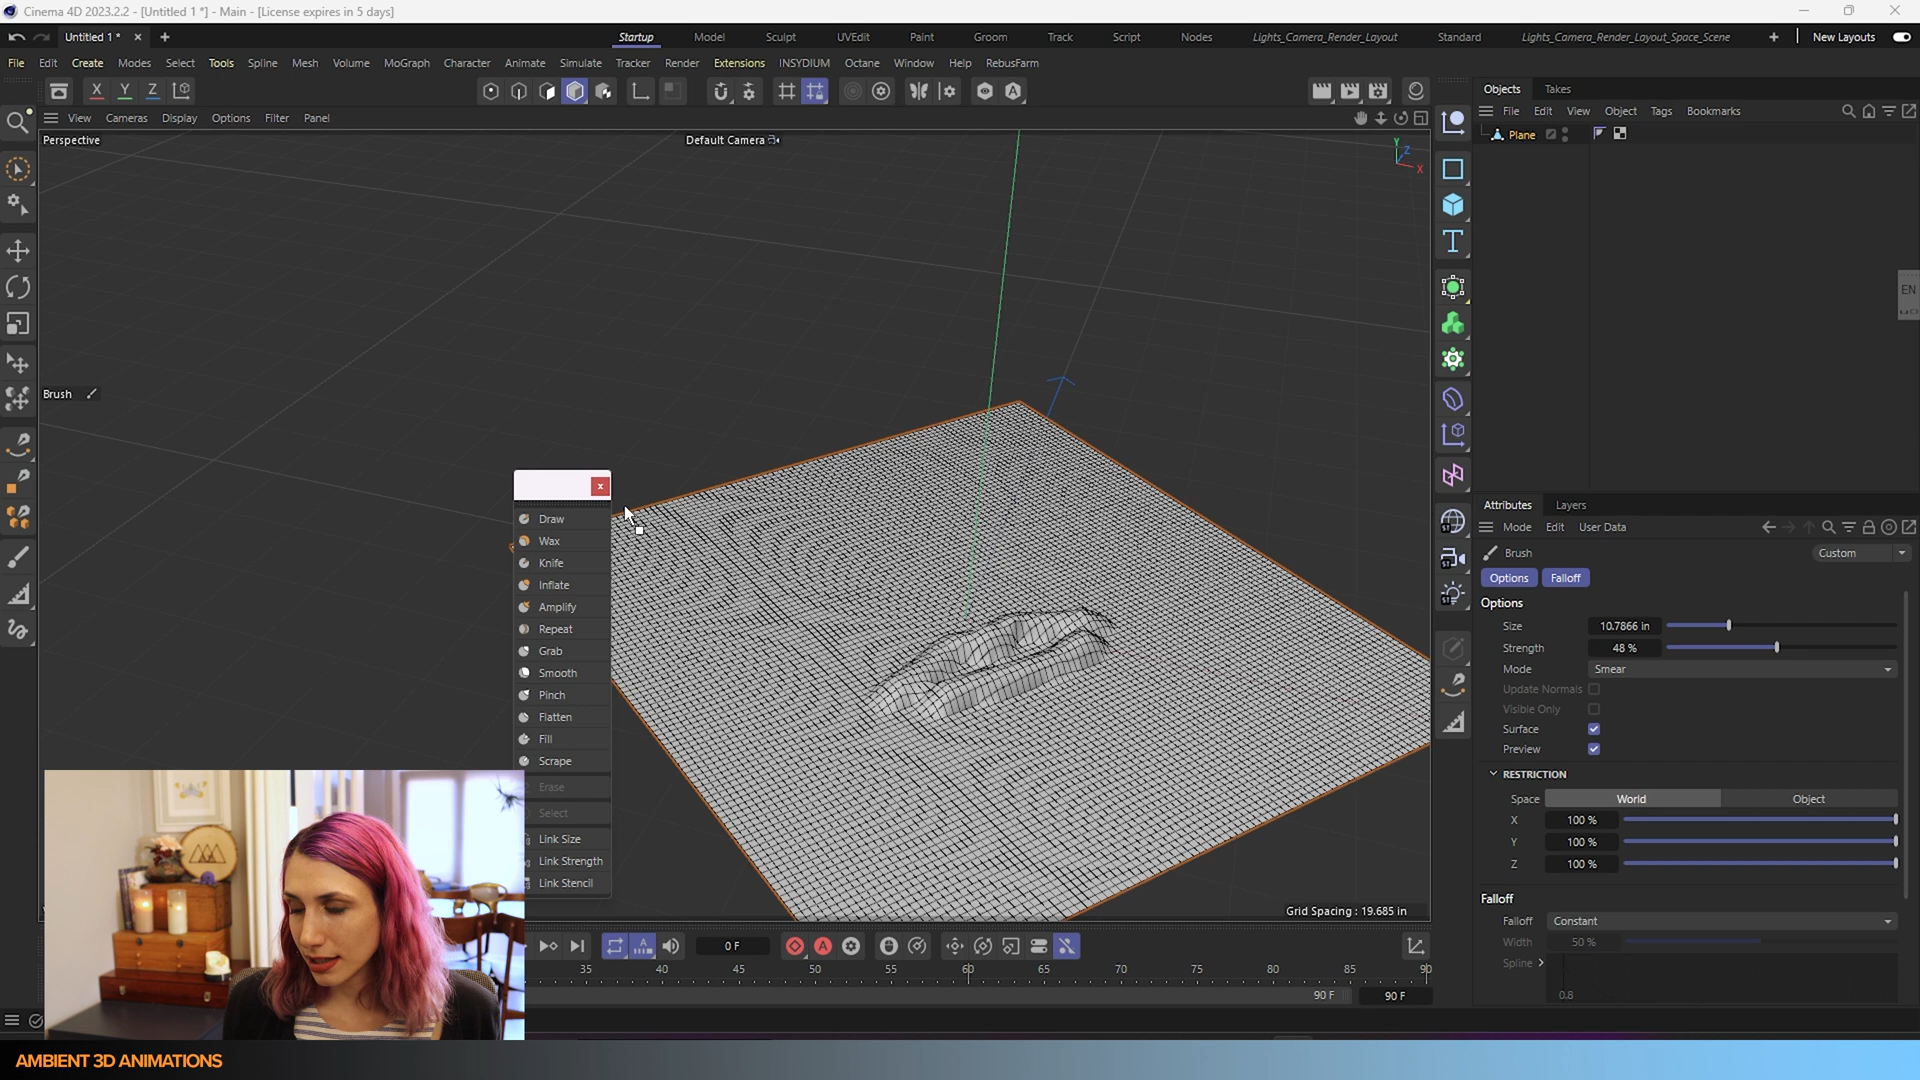 Cinema 4D 2023.2.2 - [Untitled 1 *] - Main - [License expires in 5 days]
Untitled 1 *
Startup Model Sculpt UVEdit Paint Groom Track Script Nodes Lights_Camera_Render_Layout Standard Lights_Camera_Render_Layout_Space_Scene New Layouts
File Edit Create Modes Select Tools Spline Mesh Volume MoGraph Character Animate Simulate Tracker Render Extensions INSYDIUM Octane Window Help RebusFarm
X Y Z
Objects Takes
View Cameras Display Options Filter Panel
File Edit View Object Tags Bookmarks
Perspective
Default Camera
Plane
Y
Z
X
EN
Brush
Draw
Wax
Knife
Inflate
Amplify
Repeat
Grab
Smooth
Pinch
Flatten
Fill
Scrape
Erase
Select
Link Size
Link Strength
Link Stencil
Attributes Layers
Mode Edit User Data
Brush Custom
Options Falloff
Options
Size 10.7866 in
Strength 48 %
Mode Smear
Update Normals
Visible Only
Surface
Preview
RESTRICTION
Space World Object
X 100 %
Y 100 %
Z 100 %
Falloff
Falloff Constant
Width 50 %
Spline
0.8
Grid Spacing : 19.685 in
0 F
35 40 45 50 55 60 65 70 75 80 85 90
90 F 90 F
AMBIENT 3D ANIMATIONS